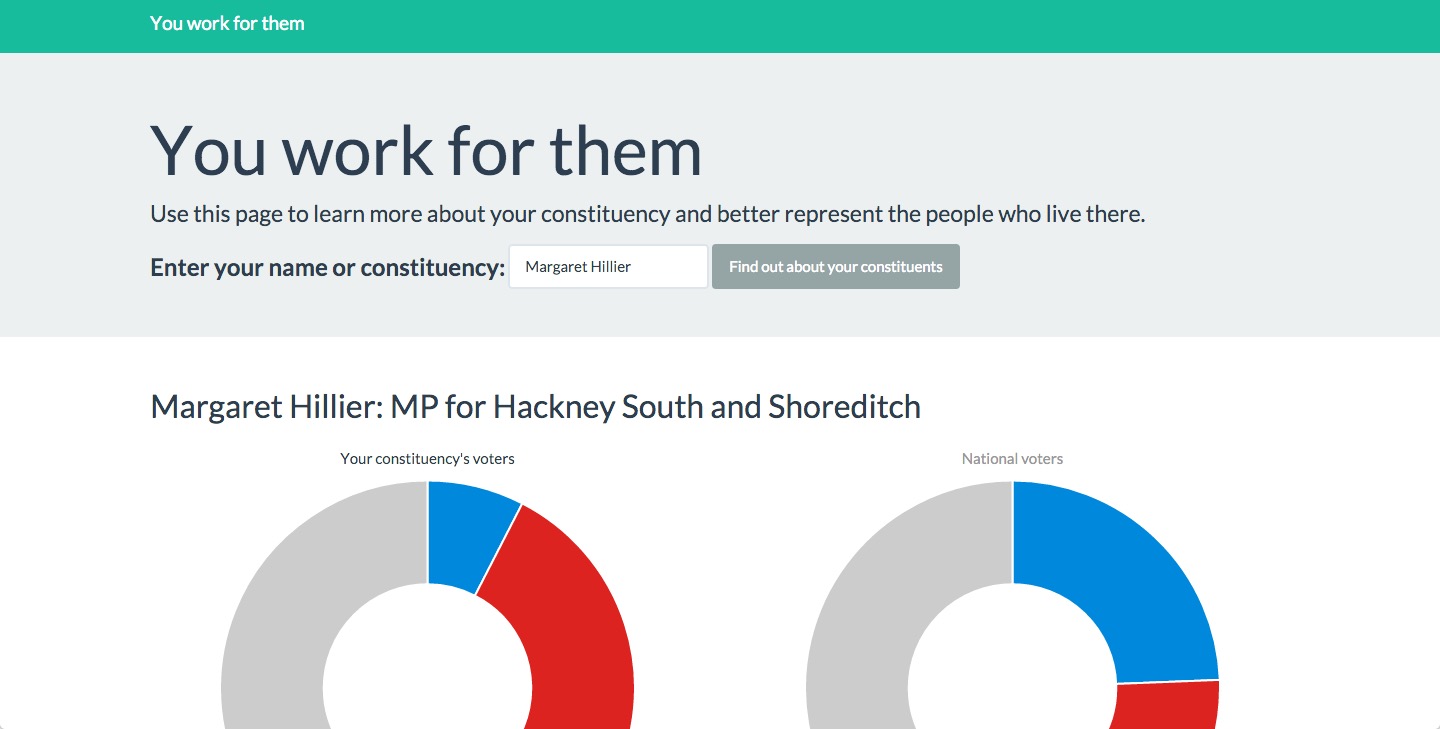 You work for them
You work for them
Use this page to learn more about your constituency and better represent the people who live there.
Enter your name or constituency: Margaret Hillier Find out about your constituents
Margaret Hillier: MP for Hackney South and Shoreditch
Your constituency's voters National voters